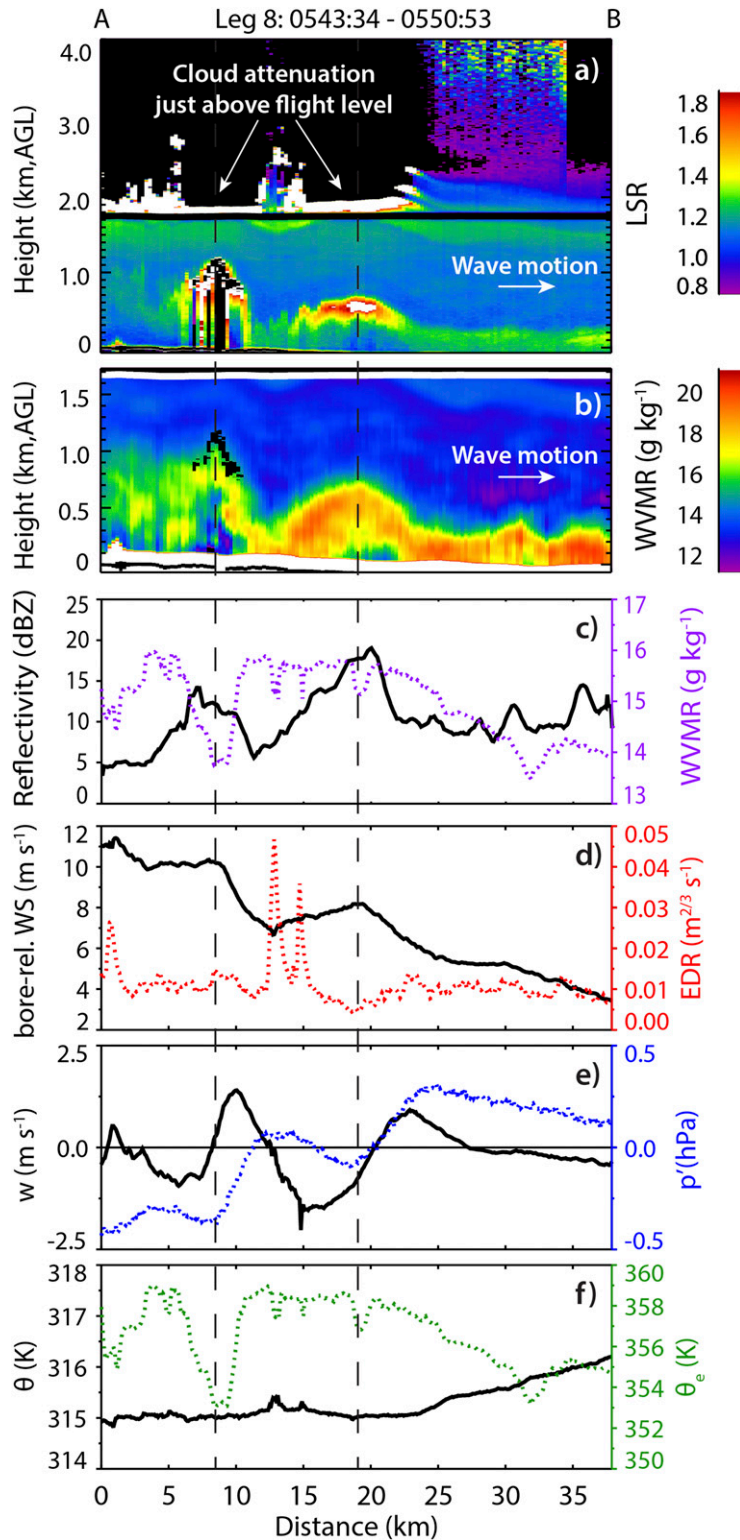 A Leg 8: 0543:34 - 0550:53 B
4.0
3.0
2.0
1.0
0
Height (km,AGL)
Height (km,AGL)
Cloud attenuation
just above flight level
a)
Wave motion
1.8
1.6
1.4
1.2
1.0
0.8
LSR
1.5
1.0
0.5
0
Height (km,AGL)
b)
Wave motion
20
18
16
14
12
WVMR (g kg⁻¹)
25
20
15
10
5
0
Reflectivity (dBZ)
c)
17
16
15
14
13
WVMR (g kg⁻¹)
12
10
8
6
4
2
bore-rel. WS (m s⁻¹)
d)
0.05
0.04
0.03
0.02
0.01
0.00
EDR (m²ᐟ³ s⁻¹)
2.5
0.0
-2.5
w (m s⁻¹)
e)
0.5
0.0
-0.5
p'(hPa)
318
317
316
315
314
θ (K)
f)
360
358
356
354
352
350
θₑ (K)
0 5 10 15 20 25 30 35
Distance (km)